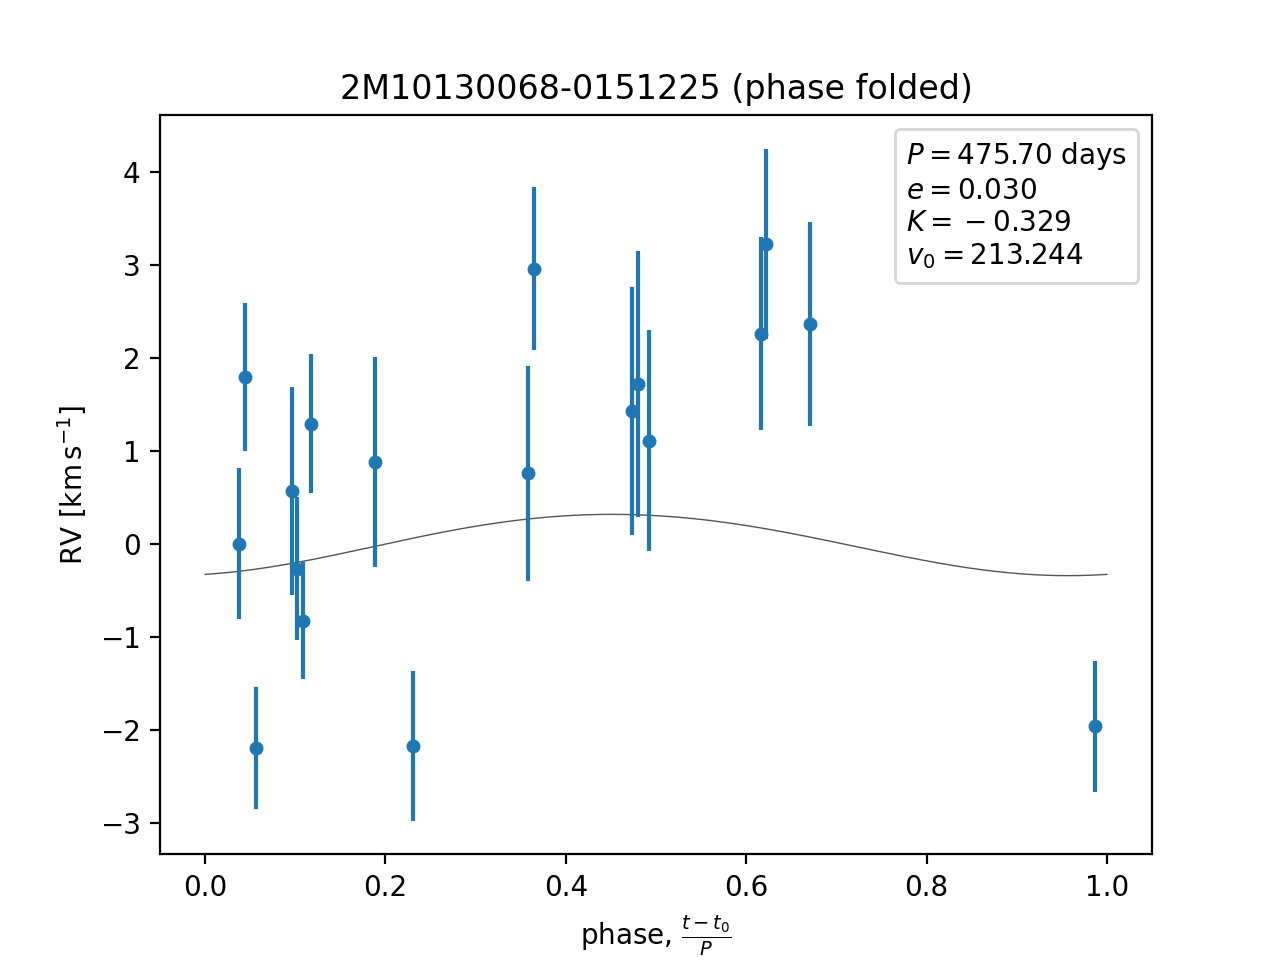 2M10130068-0151225 (phase folded)
P = 475.70 days
e = 0.030
K = −0.329
v₀ = 213.244
4
3
2
1
0
−1
−2
−3
RV [km s⁻¹]
0.0 0.2 0.4 0.6 0.8 1.0
phase, (t − t₀)/P